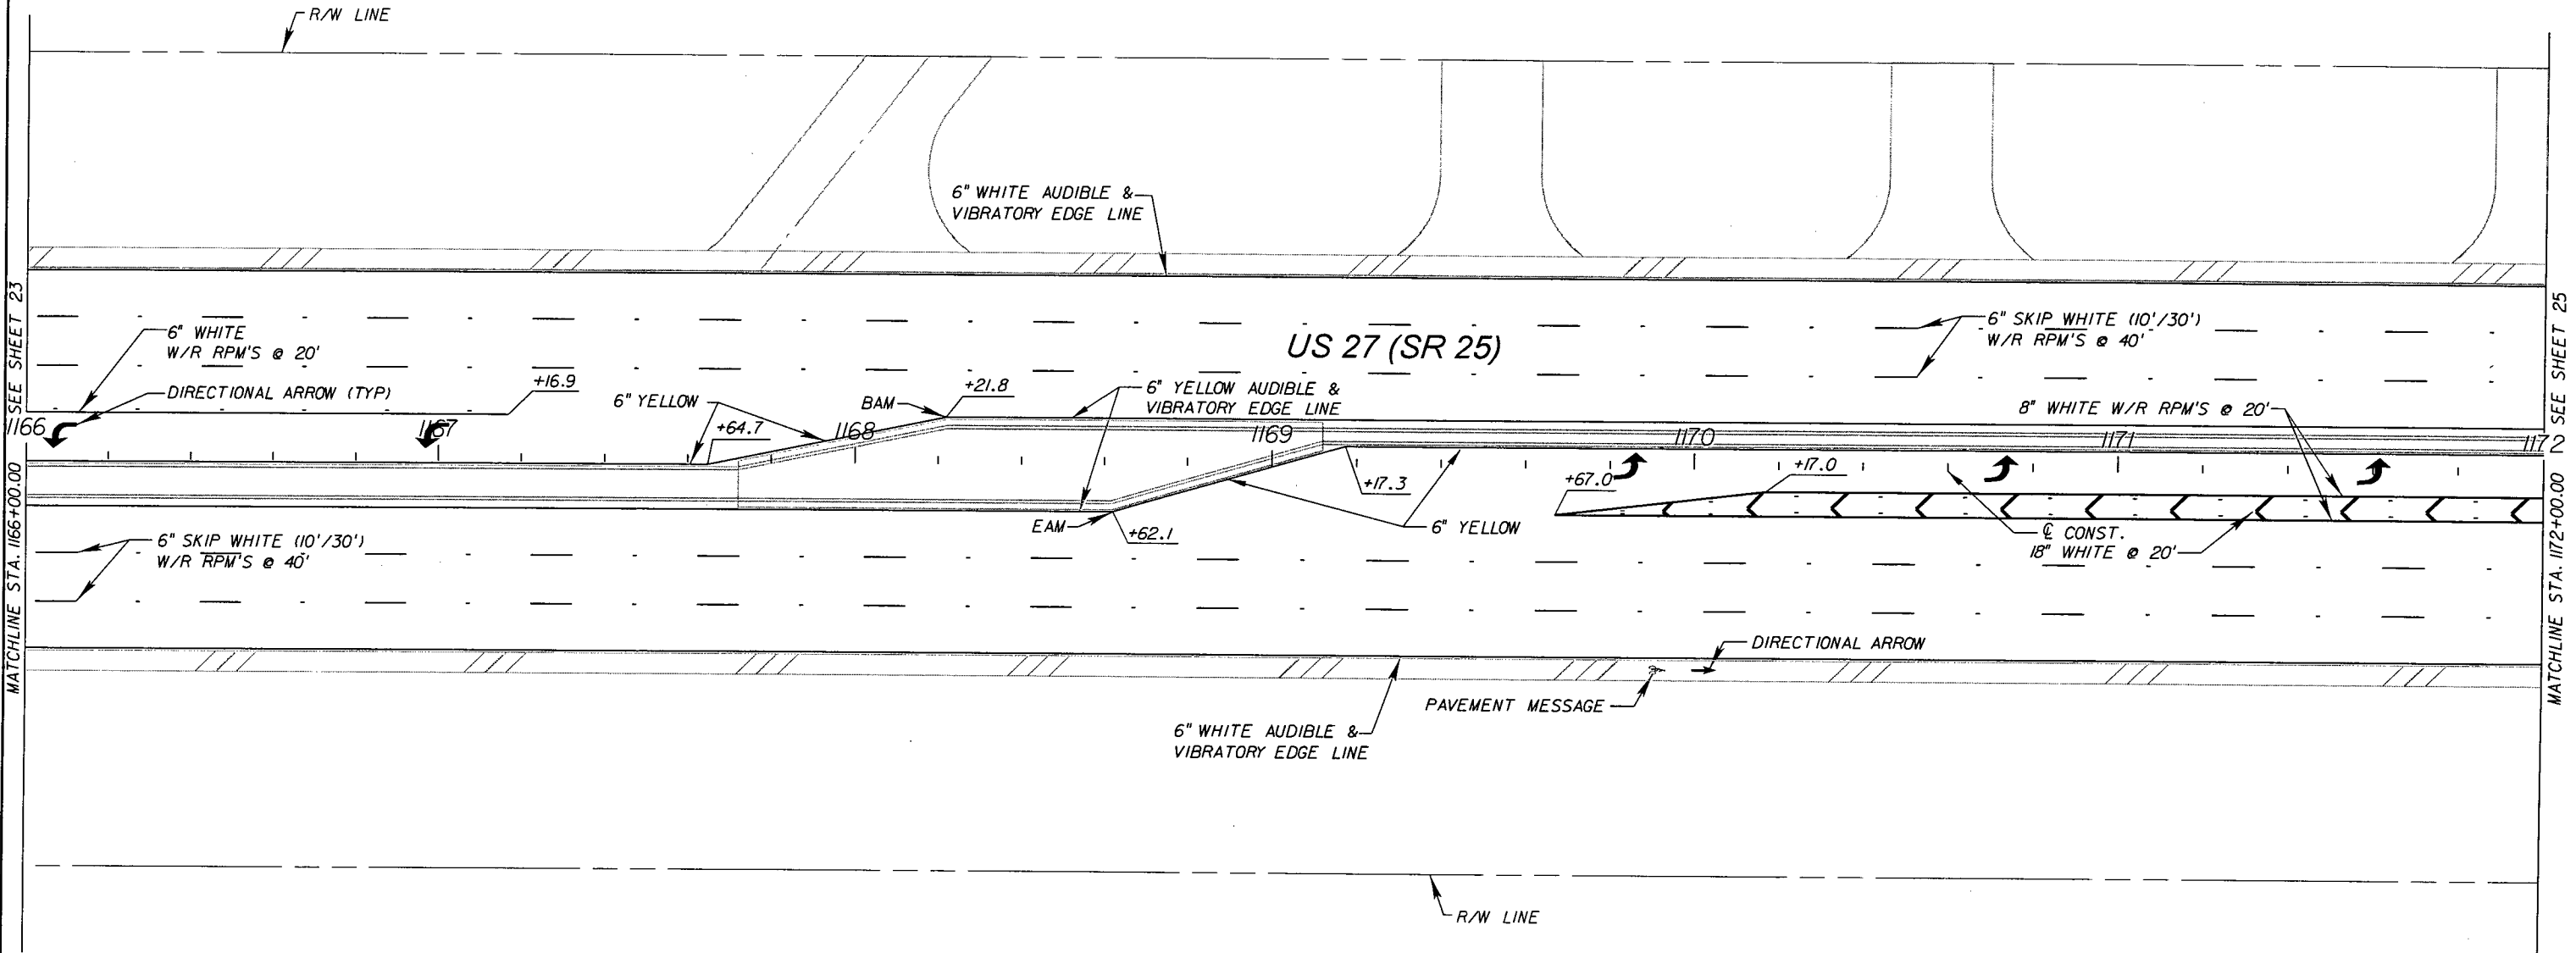 R/W LINE
6" WHITE AUDIBLE &
VIBRATORY EDGE LINE
SEE SHEET 23
MATCHLINE STA. 1166+00.00
6" WHITE
W/R RPM'S @ 20'
DIRECTIONAL ARROW (TYP)
+16.9
6" YELLOW
+64.7
BAM
+21.8
6" YELLOW AUDIBLE &
VIBRATORY EDGE LINE
US 27 (SR 25)
6" SKIP WHITE (10'/30')
W/R RPM'S @ 40'
8" WHITE W/R RPM'S @ 20'
SEE SHEET 25
MATCHLINE STA. 1172+00.00
1166
1167
1168
1169
1170
1171
1172
+17.3
+67.0
+17.0
EAM
+62.1
6" YELLOW
℄ CONST.
18" WHITE @ 20'
6" SKIP WHITE (10'/30')
W/R RPM'S @ 40'
DIRECTIONAL ARROW
PAVEMENT MESSAGE
6" WHITE AUDIBLE &
VIBRATORY EDGE LINE
R/W LINE